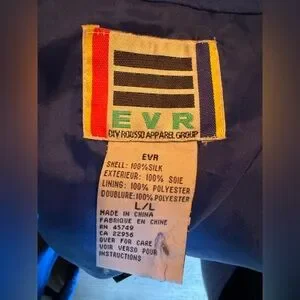 EVR
DIV ROUSSO APPAREL GROUP
EVR
SHELL: 100% SILK
EXTERIEUR: 100% SOIE
LINING: 100% POLYESTER
DOUBLURE: 100% POLYESTER
L/L
MADE IN CHINA
FABRIQUE EN CHINE
RN 45749
CA 22956
OVER FOR CARE
VOIR VERSO POUR
INSTRUCTIONS